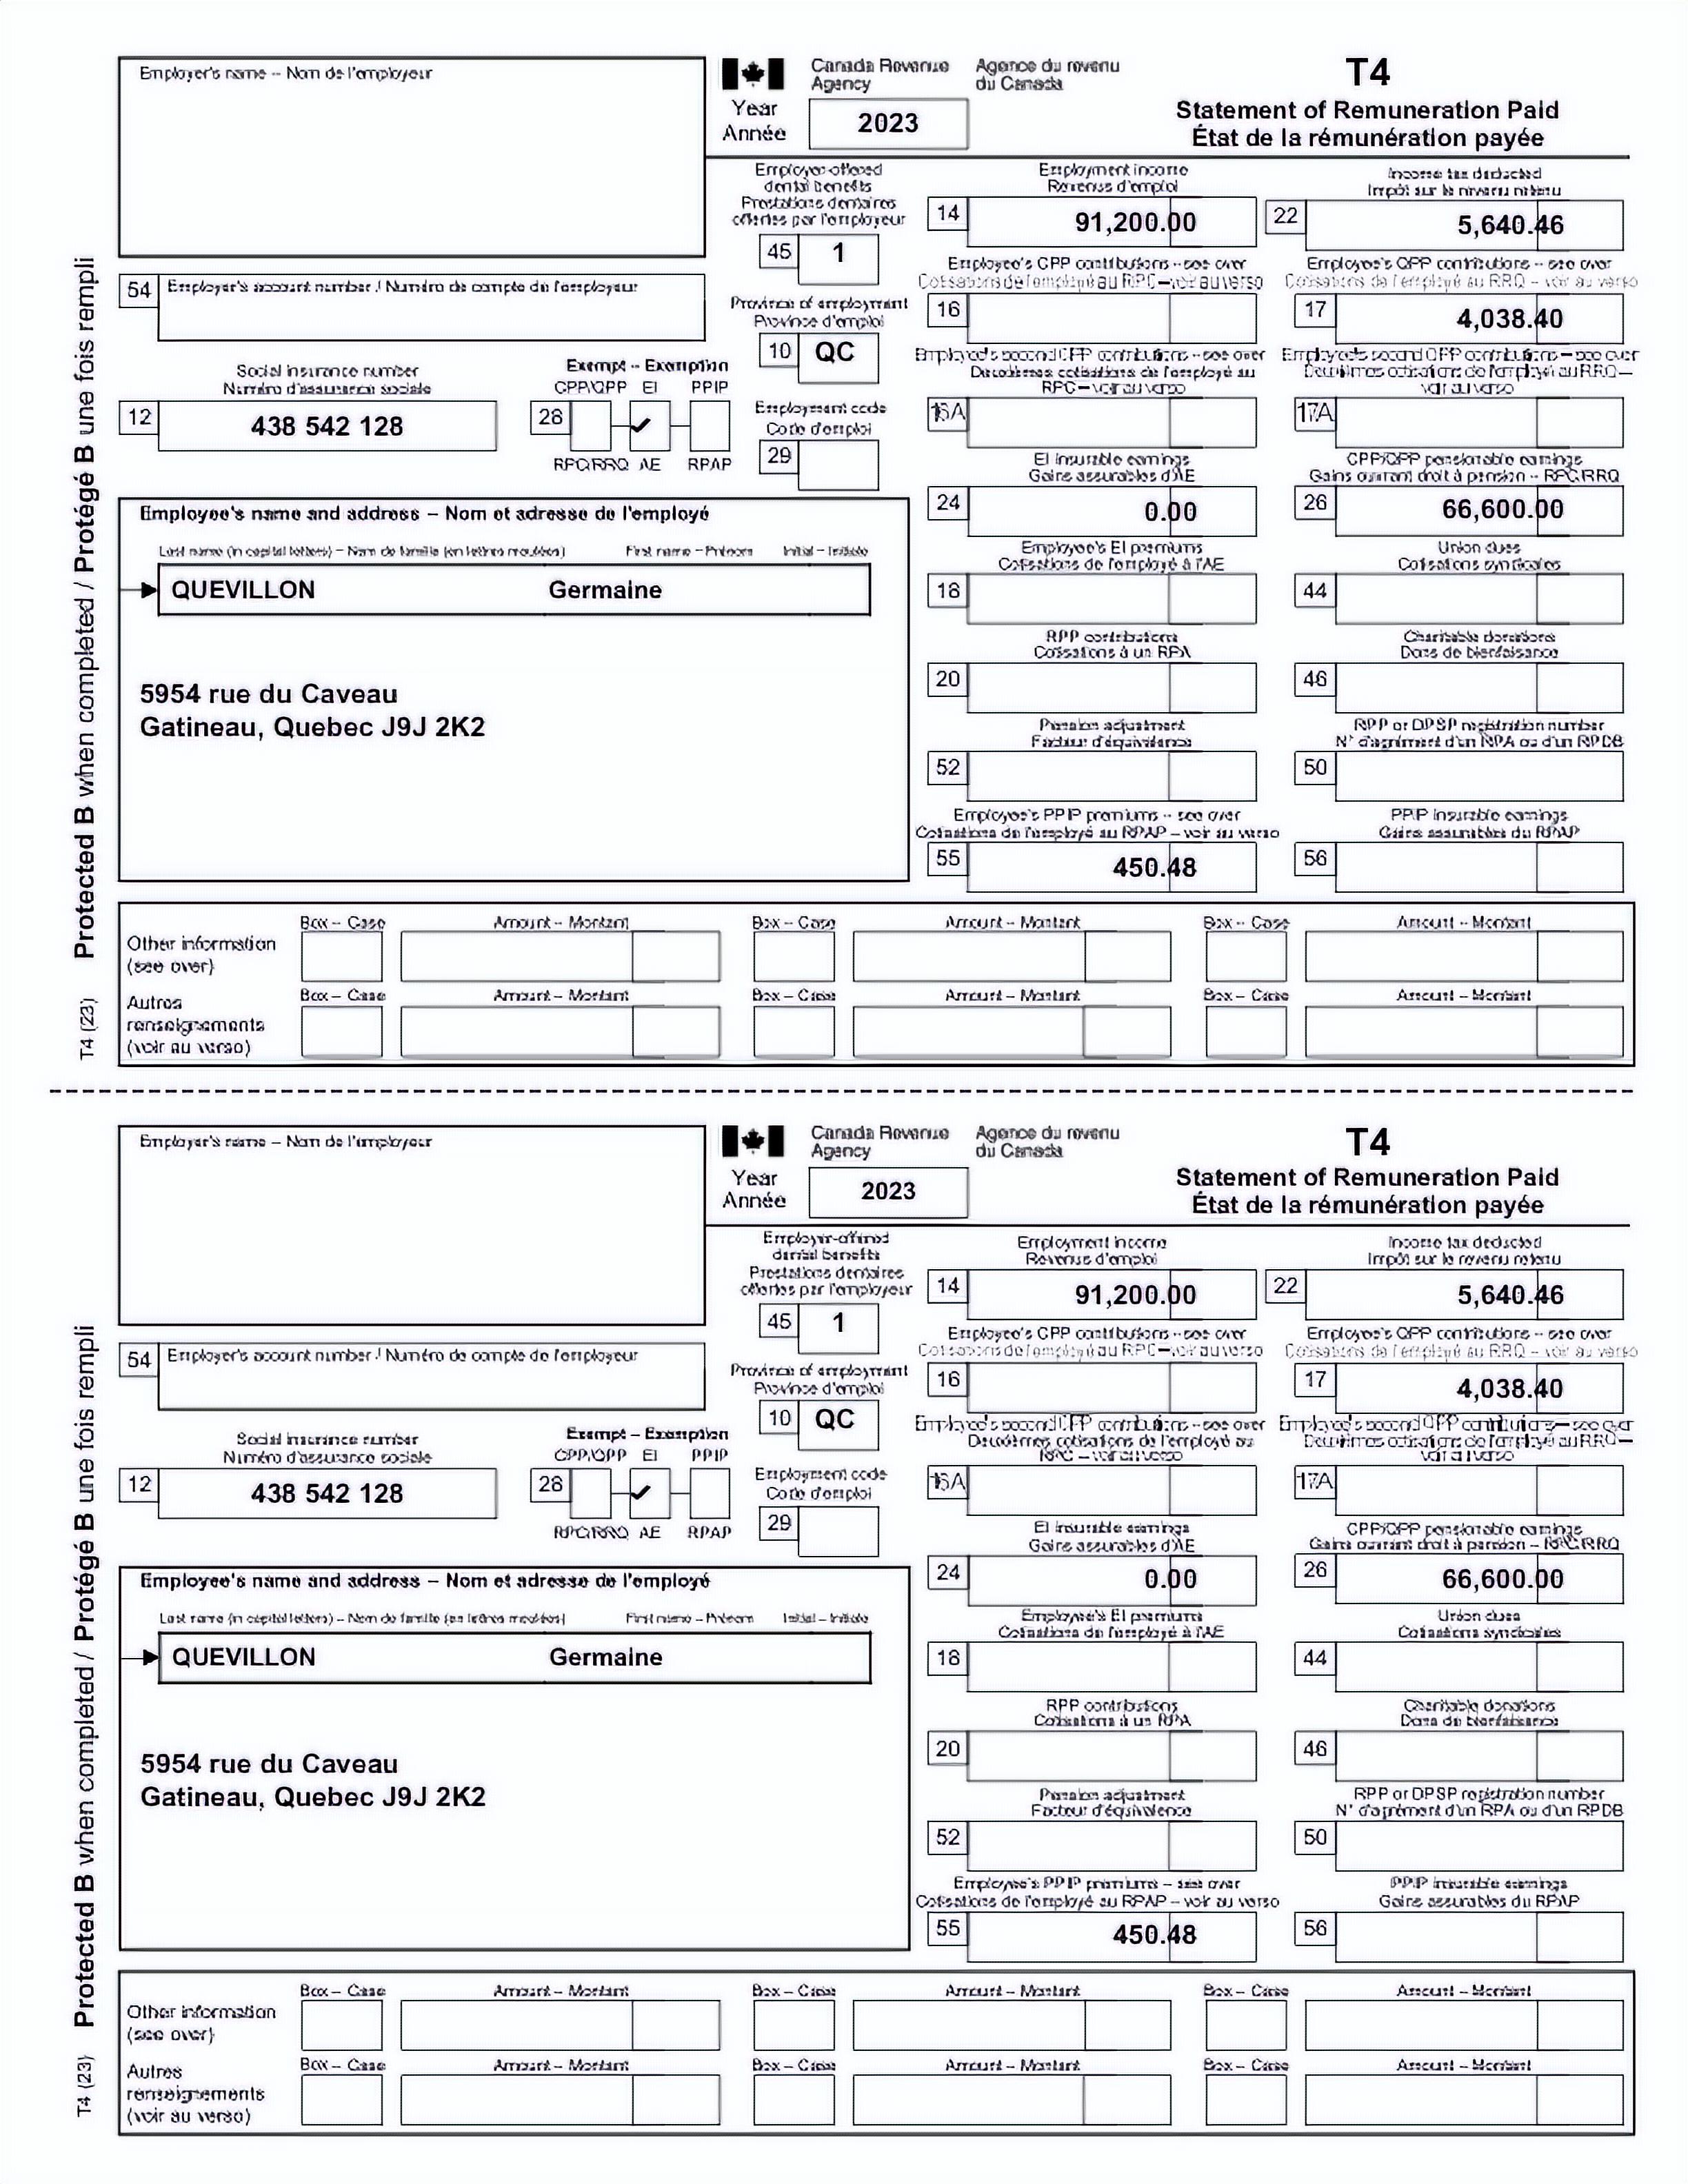 Employer's name – Nom de l'employeur
Canada Revenue Agency
Agence du revenu du Canada
T4
Year
Année
2023
Statement of Remuneration Paid
État de la rémunération payée
Employer-offered dental benefits
Prestations dentaires offertes par l'employeur
45 1
Employment income
Revenus d'emploi
14 91,200.00
Income tax deducted
Impôt sur le revenu retenu
22 5,640.46
54 Employer's account number / Numéro de compte de l'employeur
Province of employment
Province d'emploi
10 QC
Employee's CPP contributions – see over
Cotisations de l'employé au RPC – voir au verso
16
Employee's QPP contributions – see over
Cotisations de l'employé au RRQ – voir au verso
17 4,038.40
Social insurance number
Numéro d'assurance sociale
12 438 542 128
Exempt – Exemption
CPP/QPP EI PPIP
28 ✓
RPC/RRQ AE RPAP
Employment code
Code d'emploi
29
Employee's second CPP contributions – see over
Deuxièmes cotisations de l'employé au RPC – voir au verso
16A
Employee's second QPP contributions – see over
Deuxièmes cotisations de l'employé au RRQ – voir au verso
17A
EI insurable earnings
Gains assurables d'AE
24 0.00
CPP/QPP pensionable earnings
Gains ouvrant droit à pension – RPC/RRQ
26 66,600.00
Employee's name and address – Nom et adresse de l'employé
Last name (in capital letters) – Nom de famille (en lettres moulées) First name – Prénom Initial – Initiale
QUEVILLON Germaine
5954 rue du Caveau
Gatineau, Quebec J9J 2K2
Employee's EI premiums
Cotisations de l'employé à l'AE
18
Union dues
Cotisations syndicales
44
RPP contributions
Cotisations à un RPA
20
Charitable donations
Dons de bienfaisance
46
Pension adjustment
Facteur d'équivalence
52
RPP or DPSP registration number
N° d'agrément d'un RPA ou d'un RPDB
50
Employee's PPIP premiums – see over
Cotisations de l'employé au RPAP – voir au verso
55 450.48
PPIP insurable earnings
Gains assurables du RPAP
56
Other information
(see over)
Box – Case Amount – Montant Box – Case Amount – Montant Box – Case Amount – Montant
Autres
renseignements
(voir au verso)
Box – Case Amount – Montant Box – Case Amount – Montant Box – Case Amount – Montant
T4 (23) Protected B when completed / Protégé B une fois rempli
Employer's name – Nom de l'employeur
Canada Revenue Agency
Agence du revenu du Canada
T4
Year
Année
2023
Statement of Remuneration Paid
État de la rémunération payée
Employer-offered dental benefits
Prestations dentaires offertes par l'employeur
45 1
Employment income
Revenus d'emploi
14 91,200.00
Income tax deducted
Impôt sur le revenu retenu
22 5,640.46
54 Employer's account number / Numéro de compte de l'employeur
Province of employment
Province d'emploi
10 QC
Employee's CPP contributions – see over
Cotisations de l'employé au RPC – voir au verso
16
Employee's QPP contributions – see over
Cotisations de l'employé au RRQ – voir au verso
17 4,038.40
Social insurance number
Numéro d'assurance sociale
12 438 542 128
Exempt – Exemption
CPP/QPP EI PPIP
28 ✓
RPC/RRQ AE RPAP
Employment code
Code d'emploi
29
Employee's second CPP contributions – see over
Deuxièmes cotisations de l'employé au RPC – voir au verso
16A
Employee's second QPP contributions – see over
Deuxièmes cotisations de l'employé au RRQ – voir au verso
17A
EI insurable earnings
Gains assurables d'AE
24 0.00
CPP/QPP pensionable earnings
Gains ouvrant droit à pension – RPC/RRQ
26 66,600.00
Employee's name and address – Nom et adresse de l'employé
Last name (in capital letters) – Nom de famille (en lettres moulées) First name – Prénom Initial – Initiale
QUEVILLON Germaine
5954 rue du Caveau
Gatineau, Quebec J9J 2K2
Employee's EI premiums
Cotisations de l'employé à l'AE
18
Union dues
Cotisations syndicales
44
RPP contributions
Cotisations à un RPA
20
Charitable donations
Dons de bienfaisance
46
Pension adjustment
Facteur d'équivalence
52
RPP or DPSP registration number
N° d'agrément d'un RPA ou d'un RPDB
50
Employee's PPIP premiums – see over
Cotisations de l'employé au RPAP – voir au verso
55 450.48
PPIP insurable earnings
Gains assurables du RPAP
56
Other information
(see over)
Box – Case Amount – Montant Box – Case Amount – Montant Box – Case Amount – Montant
Autres
renseignements
(voir au verso)
Box – Case Amount – Montant Box – Case Amount – Montant Box – Case Amount – Montant
T4 (23) Protected B when completed / Protégé B une fois rempli